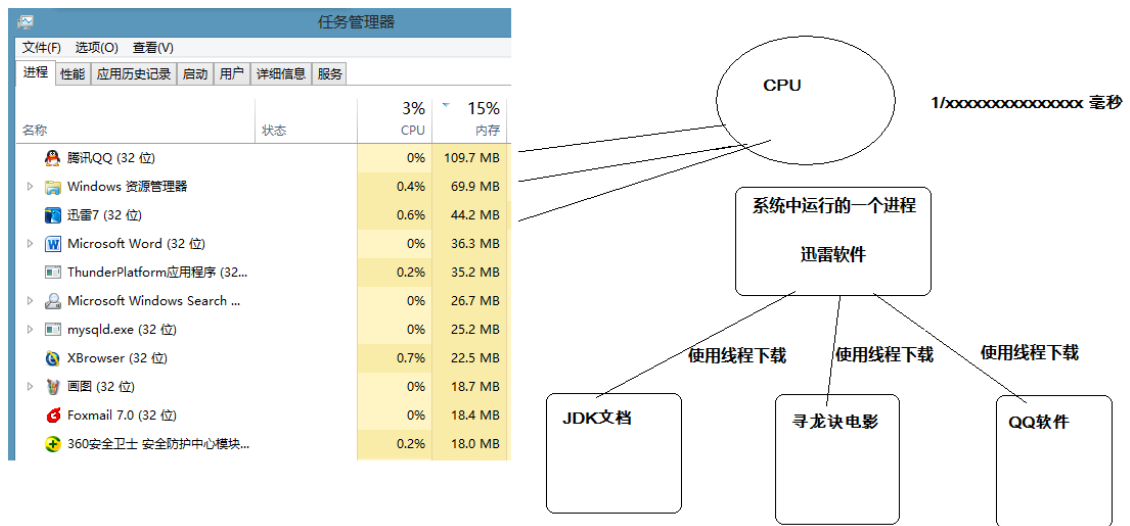 任务管理器
文件(F) 选项(O) 查看(V)
进程 性能 应用历史记录 启动 用户 详细信息 服务
3% 15%
名称 状态 CPU 内存
腾讯QQ (32 位) 0% 109.7 MB
Windows 资源管理器 0.4% 69.9 MB
迅雷7 (32 位) 0.6% 44.2 MB
Microsoft Word (32 位) 0% 36.3 MB
ThunderPlatform应用程序 (32... 0.2% 35.2 MB
Microsoft Windows Search ... 0% 26.7 MB
mysqld.exe (32 位) 0% 25.2 MB
XBrowser (32 位) 0.7% 22.5 MB
画图 (32 位) 0% 18.7 MB
Foxmail 7.0 (32 位) 0% 18.4 MB
360安全卫士 安全防护中心模块... 0.2% 18.0 MB
CPU
1/xxxxxxxxxxxxxxx 毫秒
系统中运行的一个进程
迅雷软件
使用线程下载 使用线程下载 使用线程下载
JDK文档 寻龙诀电影 QQ软件